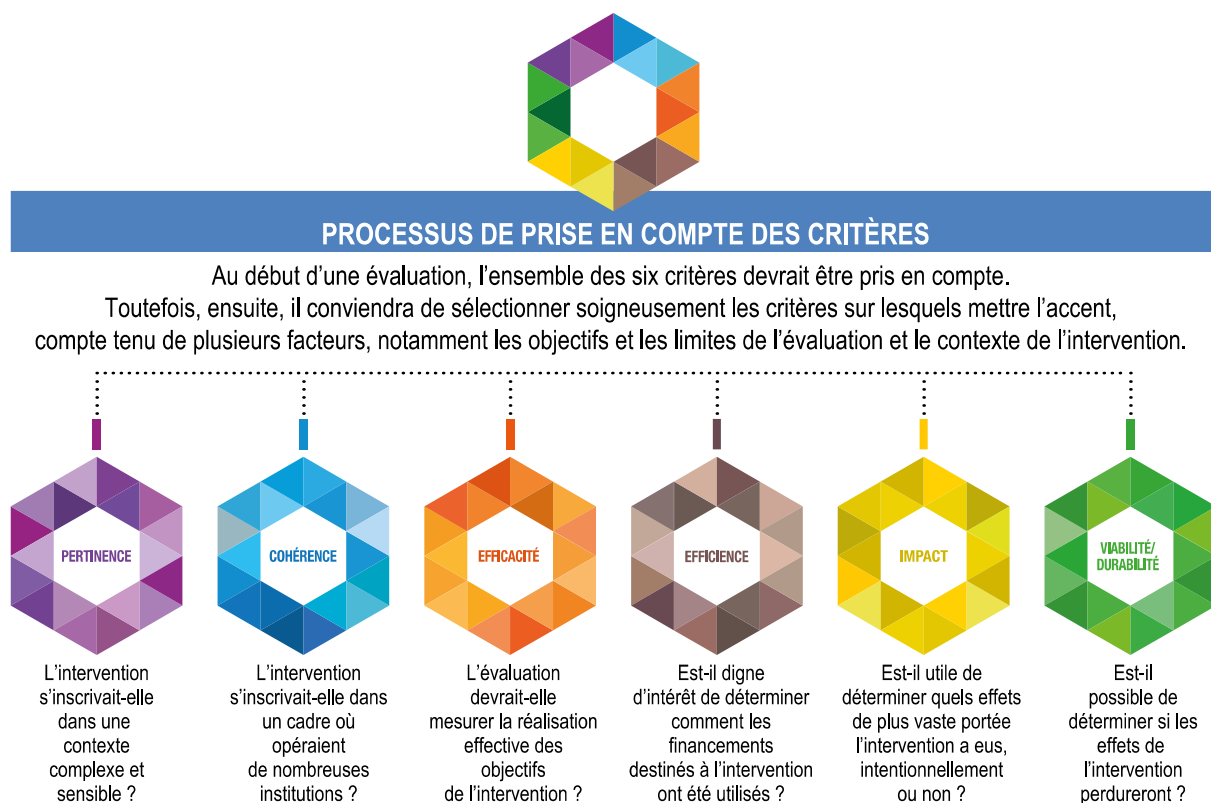 PROCESSUS DE PRISE EN COMPTE DES CRITÈRES
Au début d’une évaluation, l’ensemble des six critères devrait être pris en compte.
Toutefois, ensuite, il conviendra de sélectionner soigneusement les critères sur lesquels mettre l’accent,
compte tenu de plusieurs facteurs, notamment les objectifs et les limites de l’évaluation et le contexte de l’intervention.
PERTINENCE
L’intervention
s’inscrivait-elle
dans une
contexte
complexe et
sensible ?
COHÉRENCE
L’intervention
s’inscrivait-elle dans
un cadre où
opéraient
de nombreuses
institutions ?
EFFICACITÉ
L’évaluation
devrait-elle
mesurer la réalisation
effective des
objectifs
de l’intervention ?
EFFICIENCE
Est-il digne
d’intérêt de déterminer
comment les
financements
destinés à l’intervention
ont été utilisés ?
IMPACT
Est-il utile de
déterminer quels effets
de plus vaste portée
l’intervention a eus,
intentionnellement
ou non ?
VIABILITÉ/
DURABILITÉ
Est-il
possible de
déterminer si les
effets de
l’intervention
perdureront ?